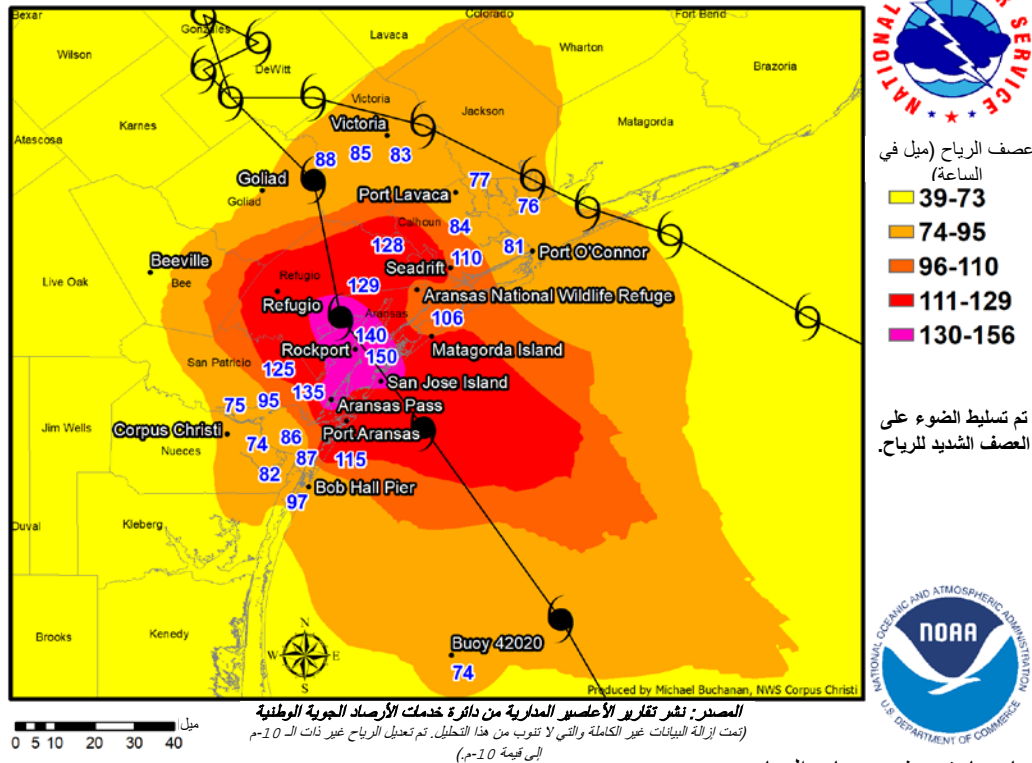 Bexar
Gonzales
Colorado
Fort Bend
Lavaca
Wilson
Wharton
DeWitt
Brazoria
Victoria
Jackson
Karnes
Matagorda
Victoria
Atascosa
88 85 83
Goliad
77
Port Lavaca
Goliad
76
Calhoun
84
128
81 Port O'Connor
110
Beeville
Seadrift
Bee
Live Oak
Refugio
129
Aransas National Wildlife Refuge
Refugio
Aransas
106
140
Rockport
150
Matagorda Island
San Patricio
125
San Jose Island
135
95
75
Aransas Pass
Jim Wells
Corpus Christi
86
Port Aransas
74
Nueces
87
115
82
Bob Hall Pier
97
Duval
Kleberg
N
W E
S
Brooks
Kenedy
Buoy 42020
74
Produced by Michael Buchanan, NWS Corpus Christi
NATIONAL
SERVICE
عصف الرياح (ميل في
الساعة)
39-73
74-95
96-110
111-129
130-156
تم تسليط الضوء على
العصف الشديد للرياح.
NATIONAL OCEANIC AND ATMOSPHERIC ADMINISTRATION
NOAA
U.S. DEPARTMENT OF COMMERCE
ميل
0 5 10 20 30 40
المصدر: نشر تقارير الأعاصير المدارية من دائرة خدمات الأرصاد الجوية الوطنية
(تمت إزالة البيانات غير الكاملة والتي لا تنوب من هذا التحليل. تم تعديل الرياح غير ذات الـ 10-م
إلى قيمة 10-م.)